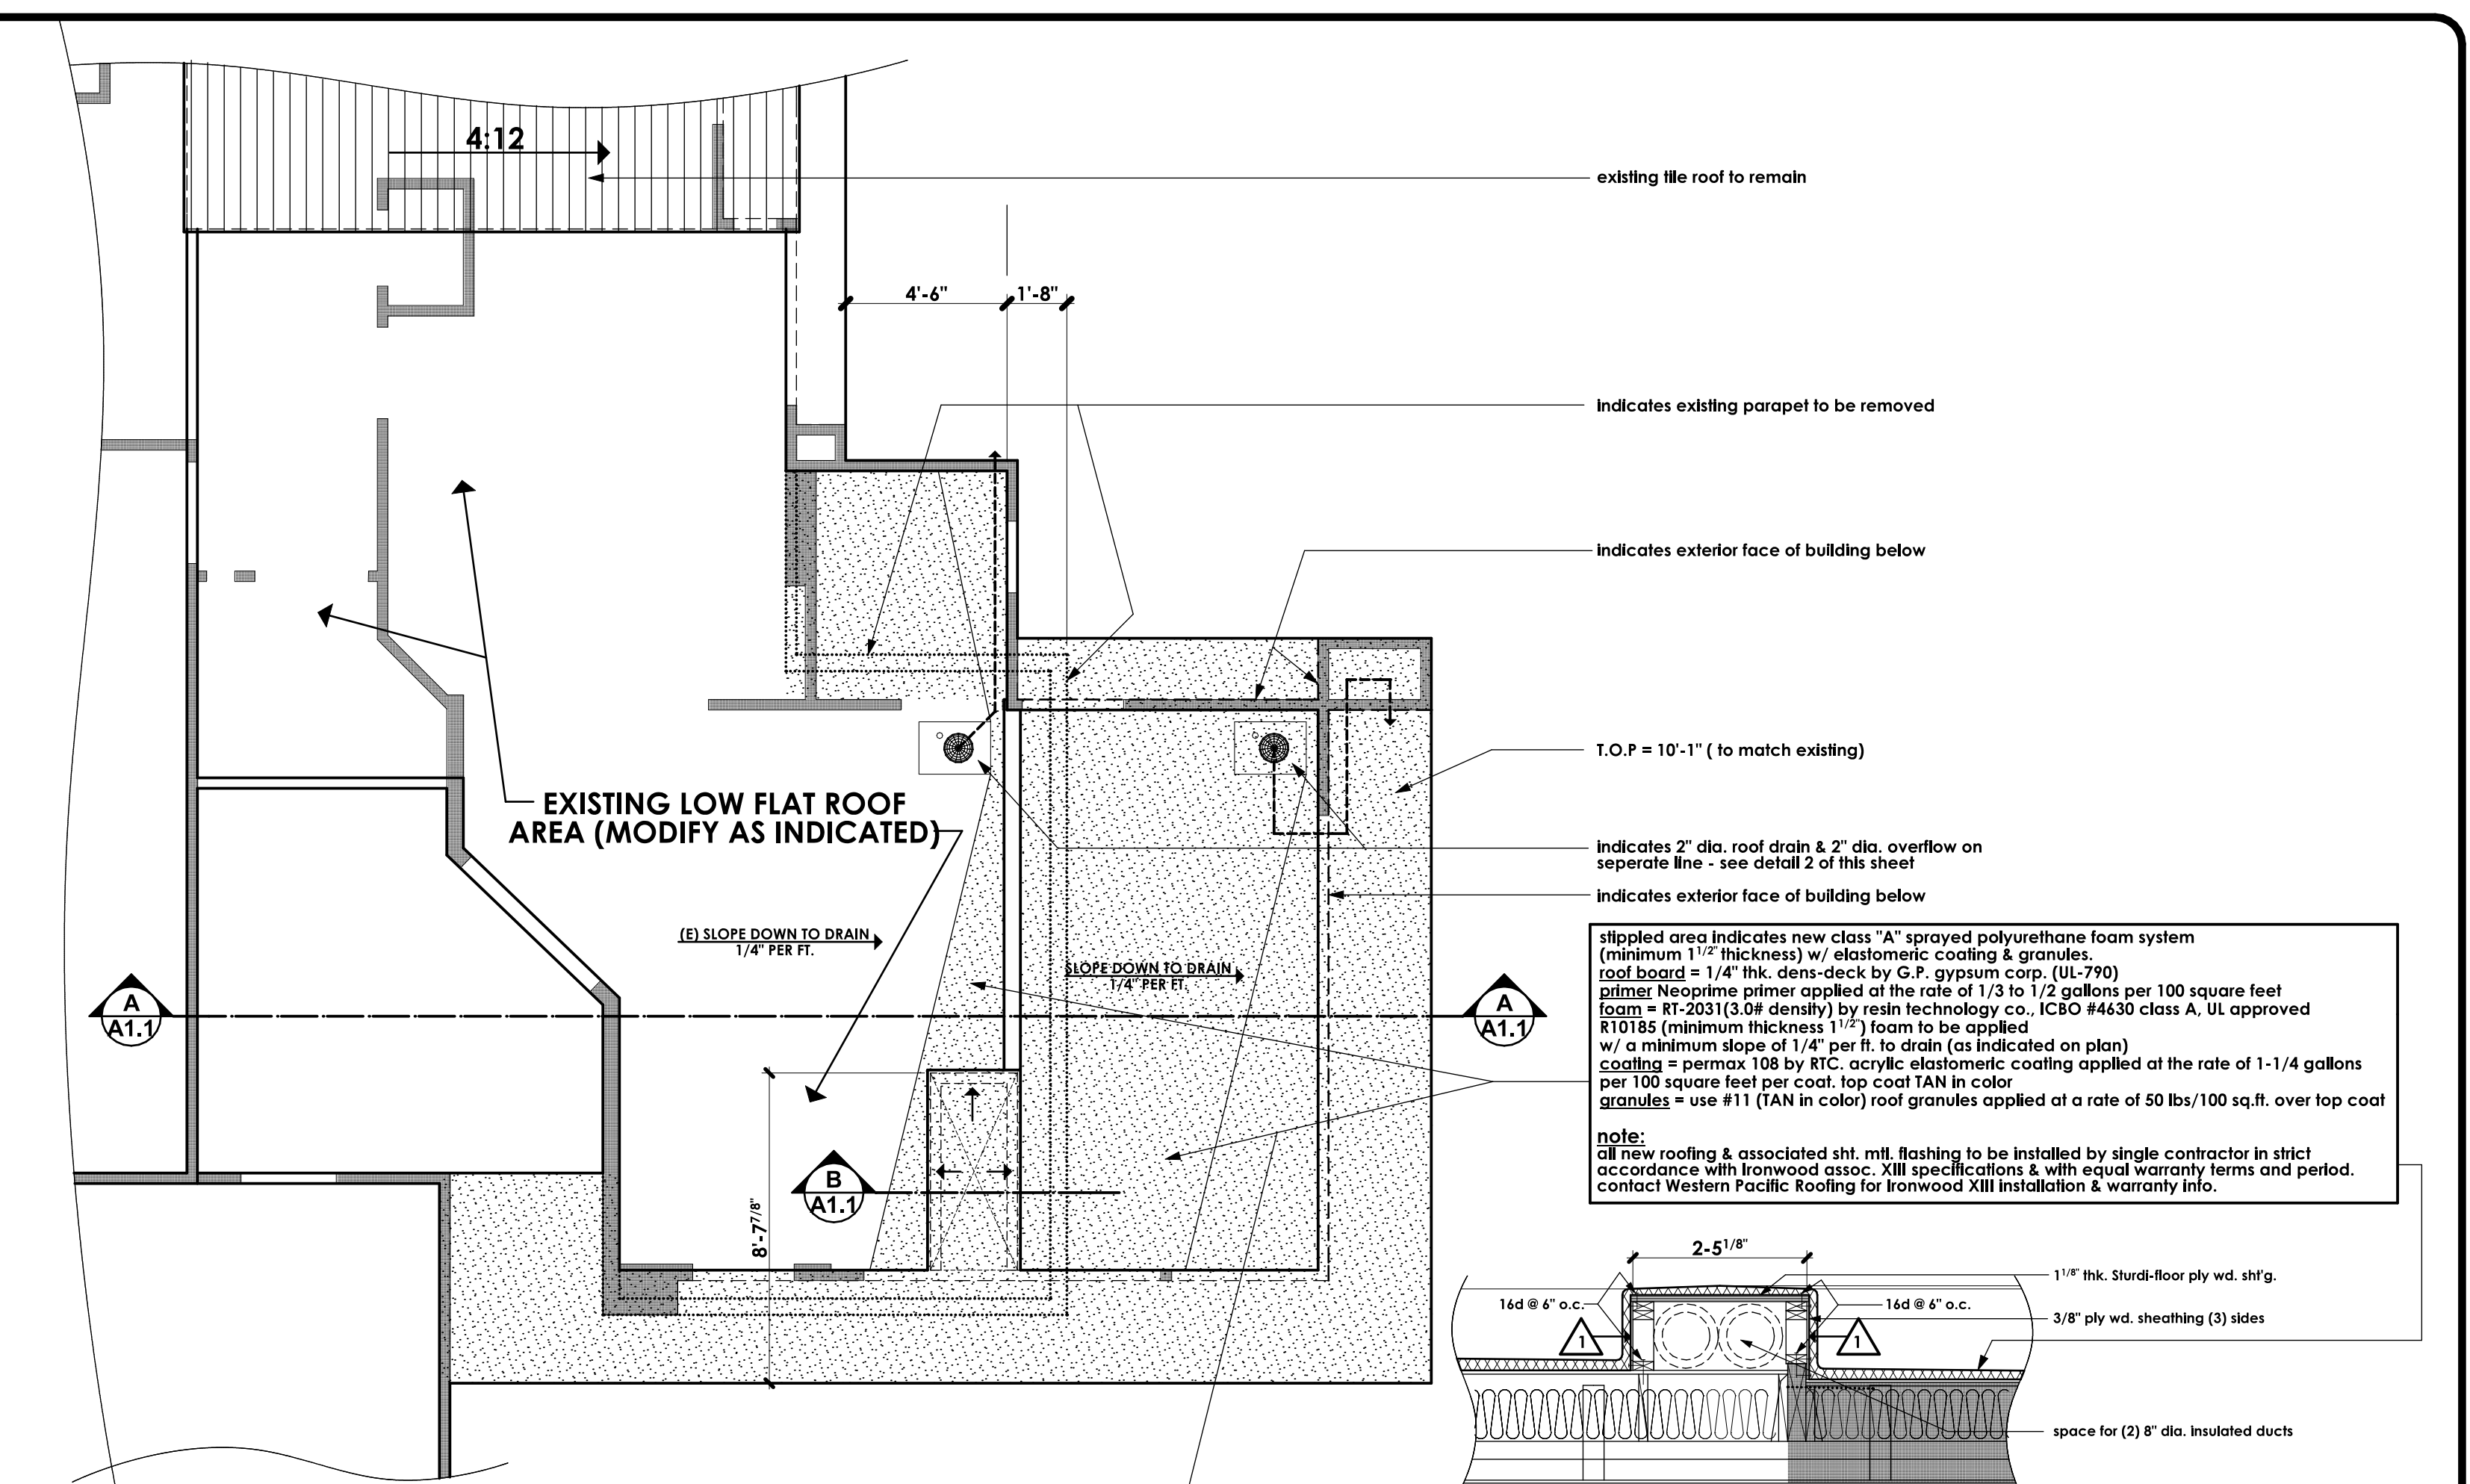 4:12
existing tile roof to remain
4'-6"
1'-8"
indicates existing parapet to be removed
indicates exterior face of building below
T.O.P = 10'-1" ( to match existing)
EXISTING LOW FLAT ROOF
AREA (MODIFY AS INDICATED)
indicates 2" dia. roof drain & 2" dia. overflow on
seperate line - see detail 2 of this sheet
indicates exterior face of building below
(E) SLOPE DOWN TO DRAIN
1/4" PER FT.
SLOPE DOWN TO DRAIN
1/4" PER FT.
A
A1.1
A
A1.1
stippled area indicates new class "A" sprayed polyurethane foam system
(minimum 1 1/2" thickness) w/ elastomeric coating & granules.
roof board = 1/4" thk. dens-deck by G.P. gypsum corp. (UL-790)
primer Neoprime primer applied at the rate of 1/3 to 1/2 gallons per 100 square feet
foam = RT-2031(3.0# density) by resin technology co., ICBO #4630 class A, UL approved
R10185 (minimum thickness 1 1/2") foam to be applied
w/ a minimum slope of 1/4" per ft. to drain (as indicated on plan)
coating = permax 108 by RTC. acrylic elastomeric coating applied at the rate of 1-1/4 gallons
per 100 square feet per coat. top coat TAN in color
granules = use #11 (TAN in color) roof granules applied at a rate of 50 lbs/100 sq.ft. over top coat
note:
all new roofing & associated sht. mtl. flashing to be installed by single contractor in strict
accordance with Ironwood assoc. XIII specifications & with equal warranty terms and period.
contact Western Pacific Roofing for Ironwood XIII installation & warranty info.
B
A1.1
8'-7 7/8"
2-5 1/8"
1 1/8" thk. Sturdi-floor ply wd. sht'g.
16d @ 6" o.c.
16d @ 6" o.c.
3/8" ply wd. sheathing (3) sides
1
1
space for (2) 8" dia. insulated ducts